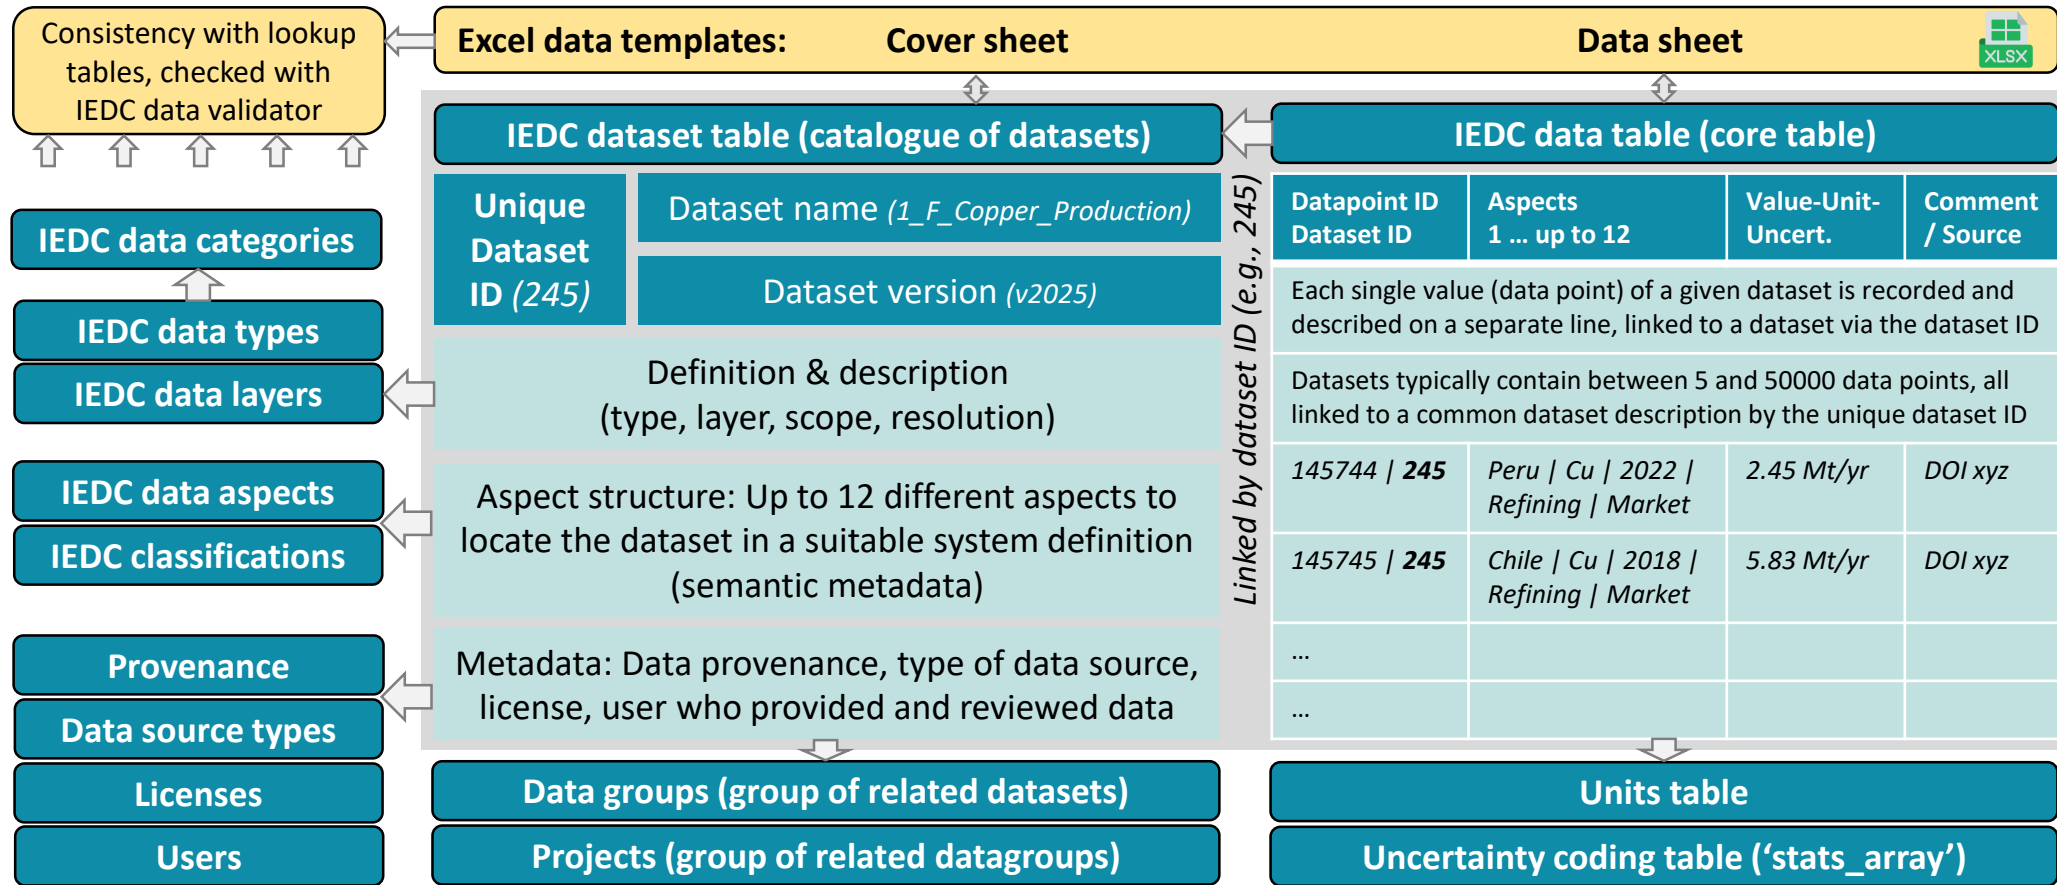 Consistency with lookup
tables, checked with
IEDC data validator
Excel data templates: Cover sheet Data sheet
XLSX
IEDC dataset table (catalogue of datasets)
IEDC data table (core table)
Unique
Dataset
ID (245)
Dataset name (1_F_Copper_Production)
Dataset version (v2025)
Definition & description
(type, layer, scope, resolution)
Aspect structure: Up to 12 different aspects to
locate the dataset in a suitable system definition
(semantic metadata)
Metadata: Data provenance, type of data source,
license, user who provided and reviewed data
Linked by dataset ID (e.g., 245)
Datapoint ID
Dataset ID
Aspects
1 ... up to 12
Value-Unit-
Uncert.
Comment
/ Source
Each single value (data point) of a given dataset is recorded and
described on a separate line, linked to a dataset via the dataset ID
Datasets typically contain between 5 and 50000 data points, all
linked to a common dataset description by the unique dataset ID
145744 | 245
Peru | Cu | 2022 |
Refining | Market
2.45 Mt/yr
DOI xyz
145745 | 245
Chile | Cu | 2018 |
Refining | Market
5.83 Mt/yr
DOI xyz
...
...
IEDC data categories
IEDC data types
IEDC data layers
IEDC data aspects
IEDC classifications
Provenance
Data source types
Licenses
Users
Data groups (group of related datasets)
Projects (group of related datagroups)
Units table
Uncertainty coding table (‘stats_array’)